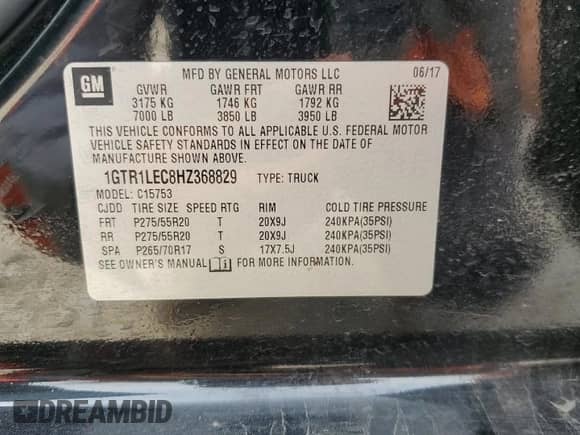 GM
MFD BY GENERAL MOTORS LLC 06/17
GVWR GAWR FRT GAWR RR
3175 KG 1746 KG 1792 KG
7000 LB 3850 LB 3950 LB
THIS VEHICLE CONFORMS TO ALL APPLICABLE U.S. FEDERAL MOTOR
VEHICLE SAFETY STANDARDS IN EFFECT ON THE DATE OF
MANUFACTURE SHOWN ABOVE.
1GTR1LEC8HZ368829 TYPE: TRUCK
MODEL: C15753
CJDD TIRE SIZE SPEED RTG RIM COLD TIRE PRESSURE
FRT P275/55R20 T 20X9J 240KPA(35PSI)
RR P275/55R20 T 20X9J 240KPA(35PSI)
SPA P265/70R17 S 17X7.5J 240KPA(35PSI)
SEE OWNER'S MANUAL FOR MORE INFORMATION.
DREAMBID